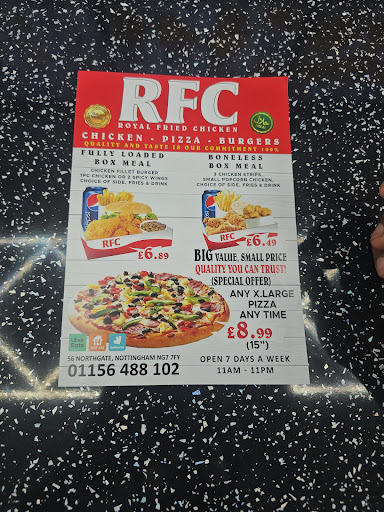 RFC
ROYAL FRIED CHICKEN
CHICKEN - PIZZA - BURGERS
QUALITY AND TASTE IS OUR COMMITMENT 100%
FULLY LOADED
BOX MEAL
CHICKEN FILLET BURGER
1PC CHICKEN OR 2 SPICY WINGS
CHOICE OF SIDE, FRIES & DRINK
BONELESS
BOX MEAL
3 CHICKEN STRIPS,
SMALL POPCORN CHICKEN,
CHOICE OF SIDE, FRIES & DRINK
RFC
£6.89
RFC
£6.49
BIG VALUE, SMALL PRICE
QUALITY YOU CAN TRUST!
(SPECIAL OFFER)
ANY X.LARGE
PIZZA
ANY TIME
£8.99
(15")
Uber
Eats
56 NORTHGATE, NOTTINGHAM NG7 7FY
01156 488 102
OPEN 7 DAYS A WEEK
11AM - 11PM